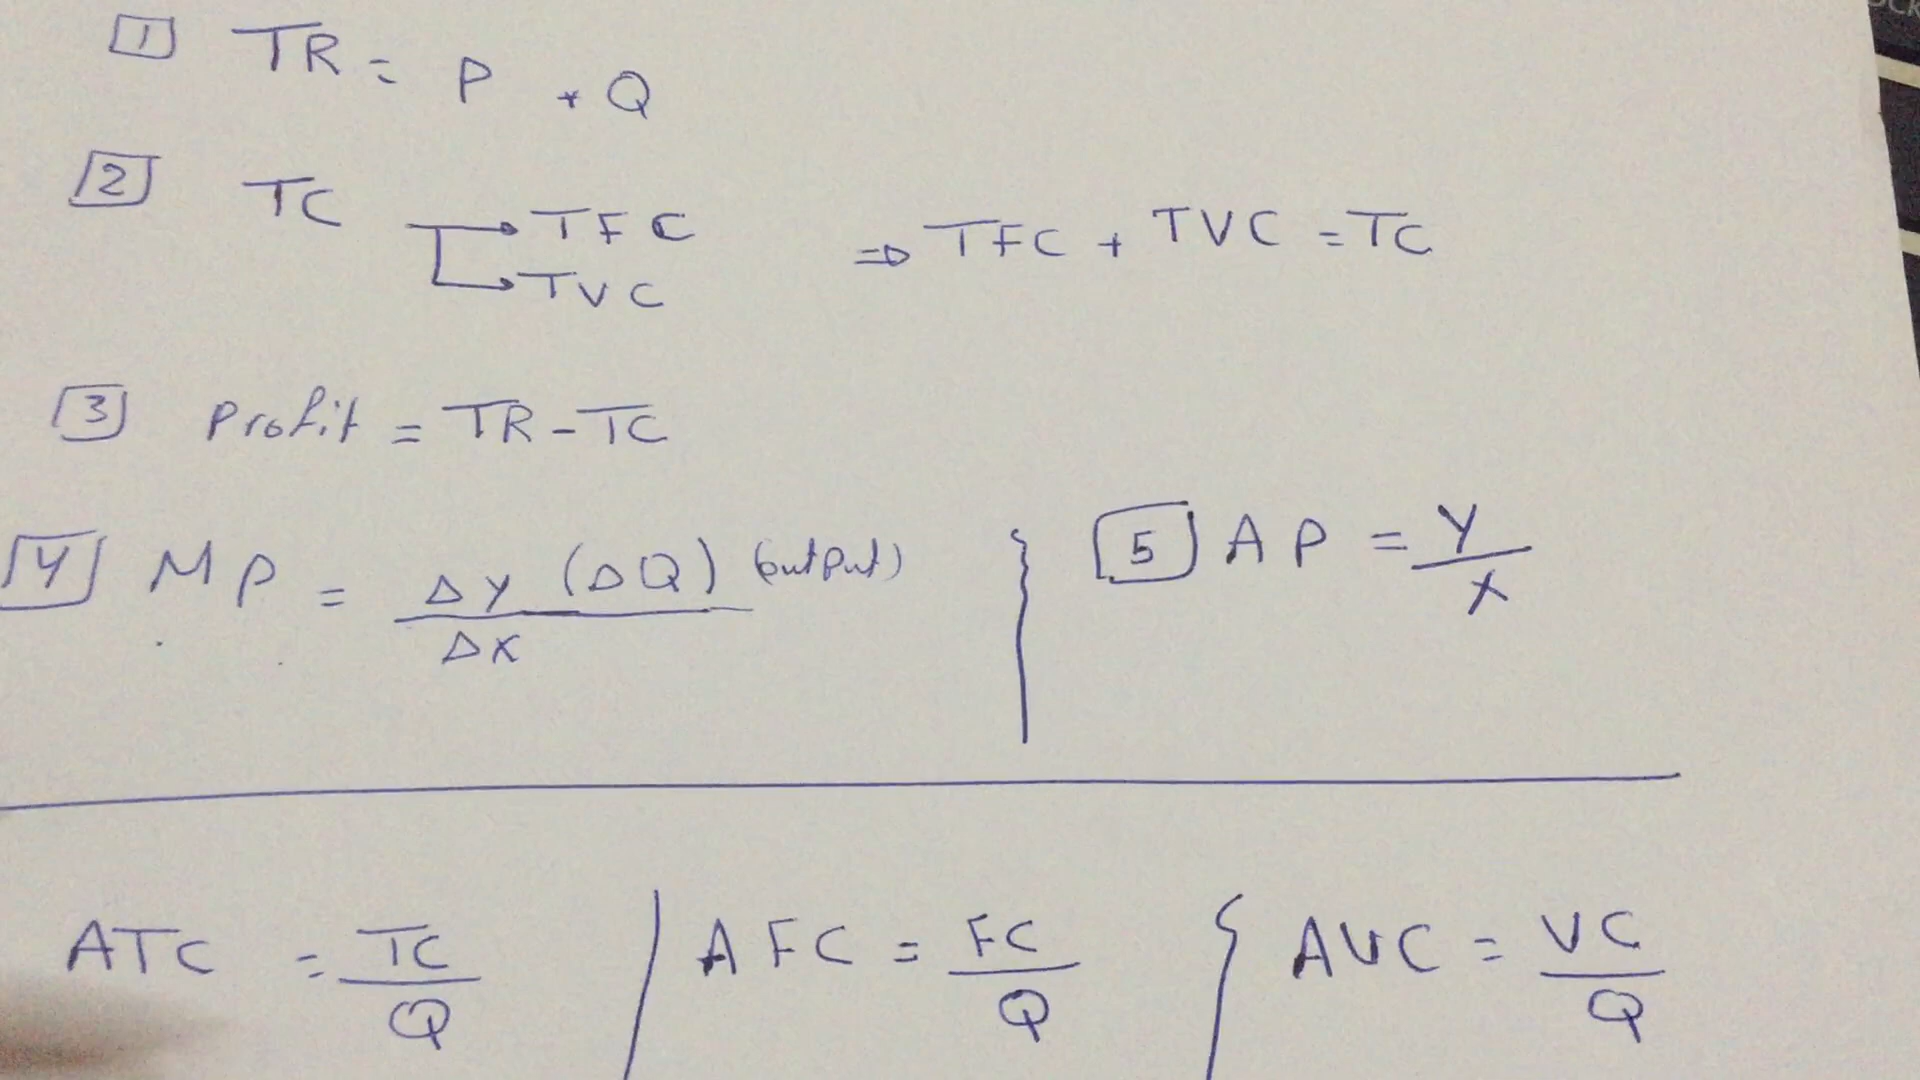 1 TR = P * Q
2 TC → TFC ⇒ TFC + TVC = TC
→ TVC
3 Profit = TR - TC
4 MP = ΔY (ΔQ) (output) / ΔX
5 AP = Y / X
ATC = TC / Q
AFC = FC / Q
AVC = VC / Q